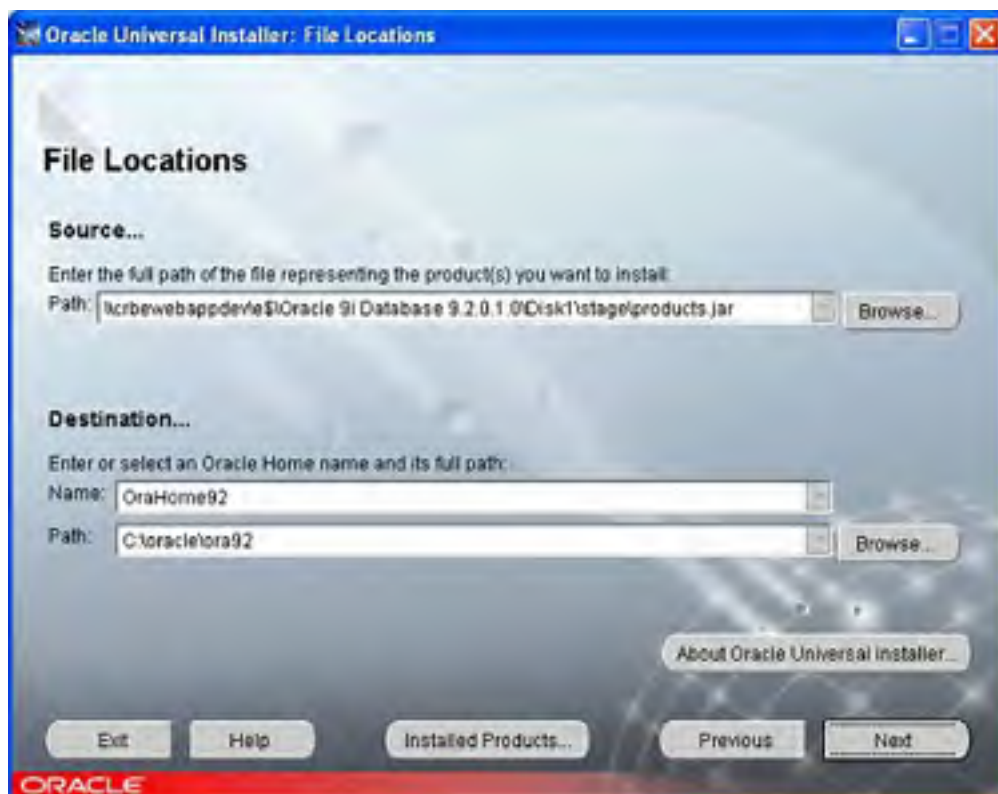 Oracle Universal Installer: File Locations
File Locations
Source...
Enter the full path of the file representing the product(s) you want to install:
Path: \\crbewebappdev\e$\Oracle 9i Database 9.2.0.1.0\Disk1\stage\products.jar
Browse...
Destination...
Enter or select an Oracle Home name and its full path:
Name: OraHome92
Path: C:\oracle\ora92
Browse...
About Oracle Universal Installer...
Exit Help Installed Products... Previous Next
ORACLE